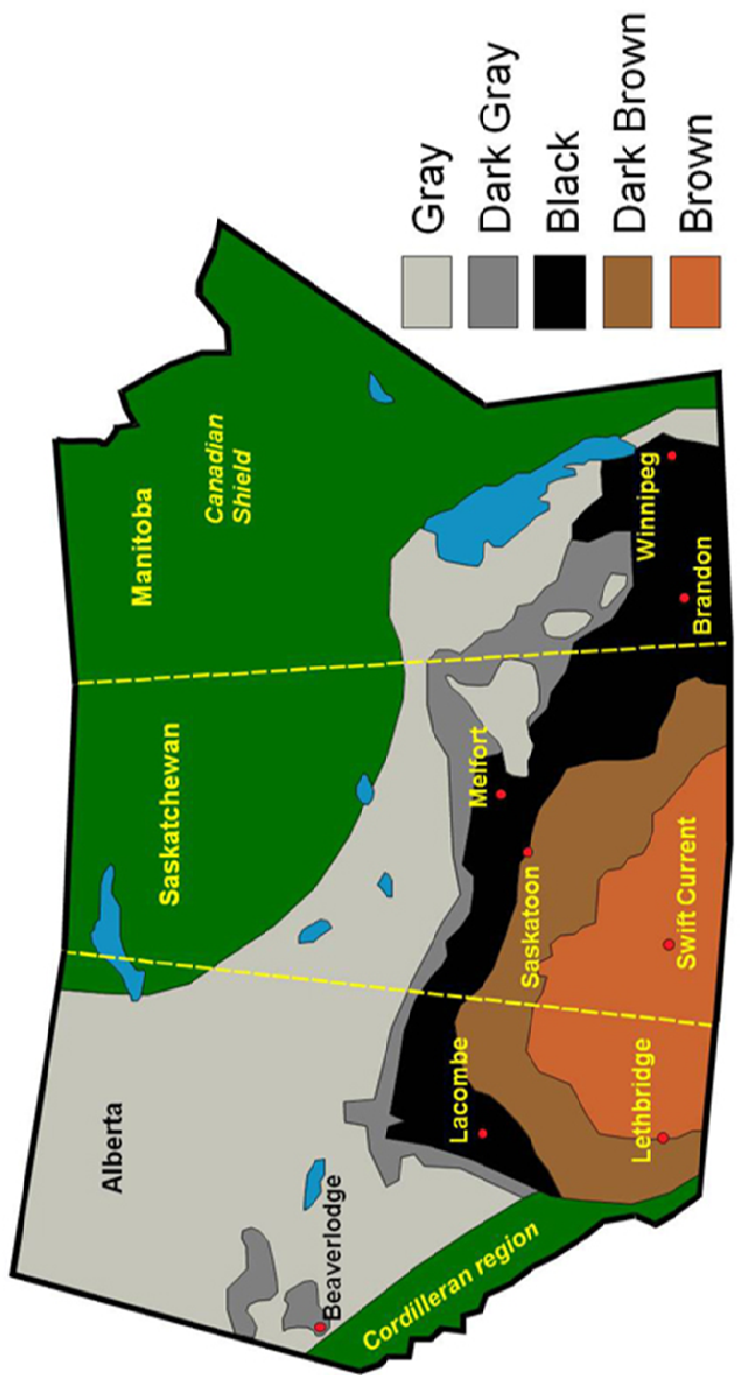 Alberta
Saskatchewan
Manitoba
Canadian
Shield
Beaverlodge
Cordilleran region
Lacombe
Melfort
Saskatoon
Winnipeg
Lethbridge
Swift Current
Brandon
Gray
Dark Gray
Black
Dark Brown
Brown